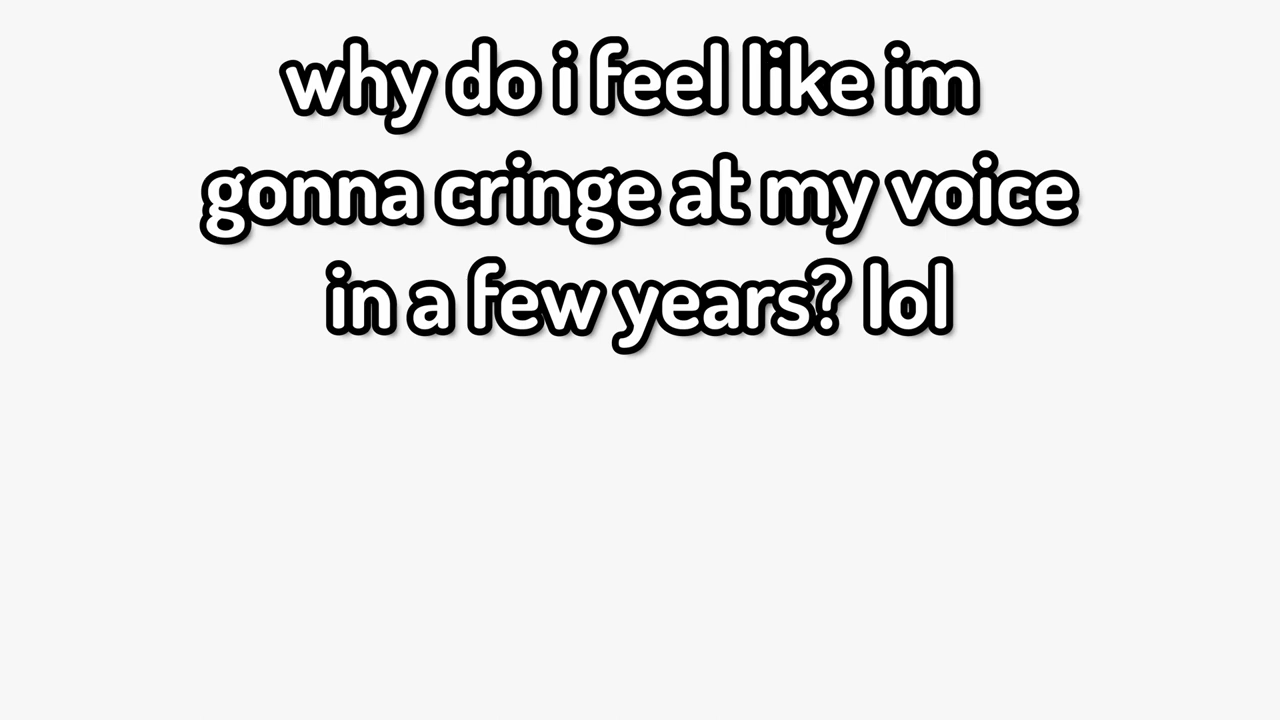 why do i feel like im
gonna cringe at my voice
in a few years? lol